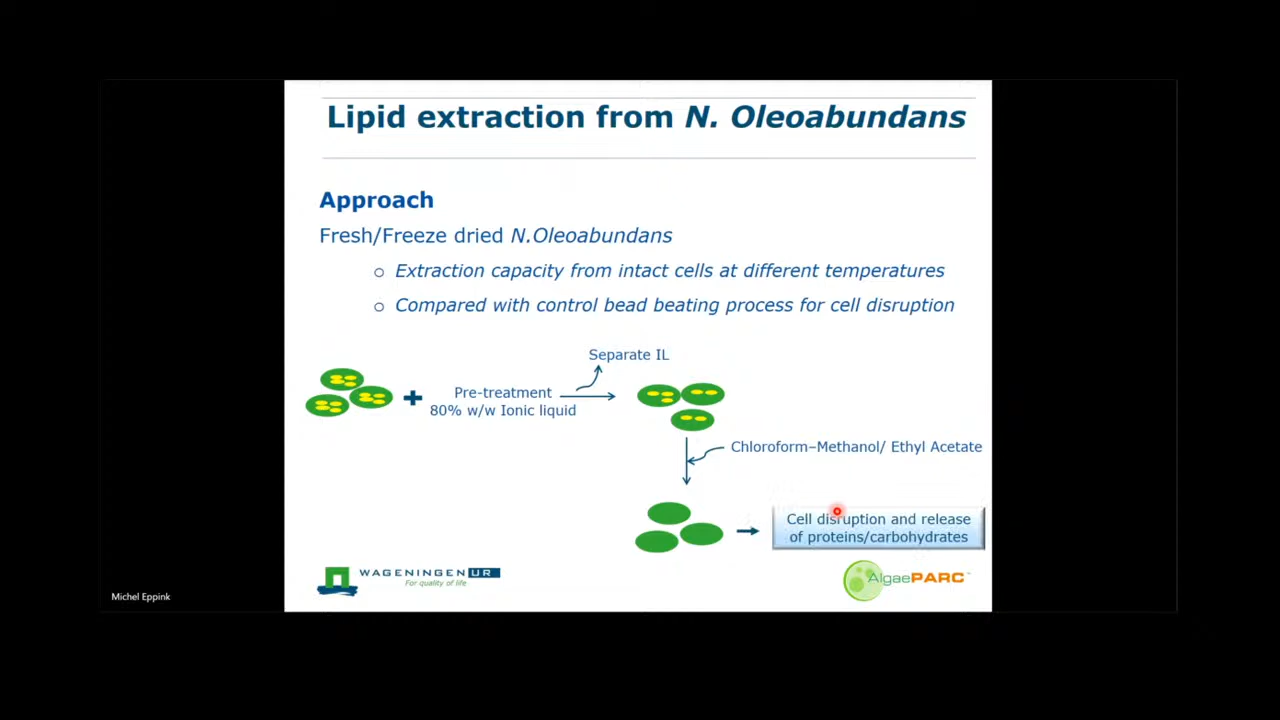 Lipid extraction from N. Oleoabundans
Approach
Fresh/Freeze dried N.Oleoabundans
o Extraction capacity from intact cells at different temperatures
o Compared with control bead beating process for cell disruption
Separate IL
Pre-treatment
80% w/w Ionic liquid
Chloroform–Methanol/ Ethyl Acetate
Cell disruption and release
of proteins/carbohydrates
WAGENINGEN UR
For quality of life
AlgaePARC™
Michel Eppink